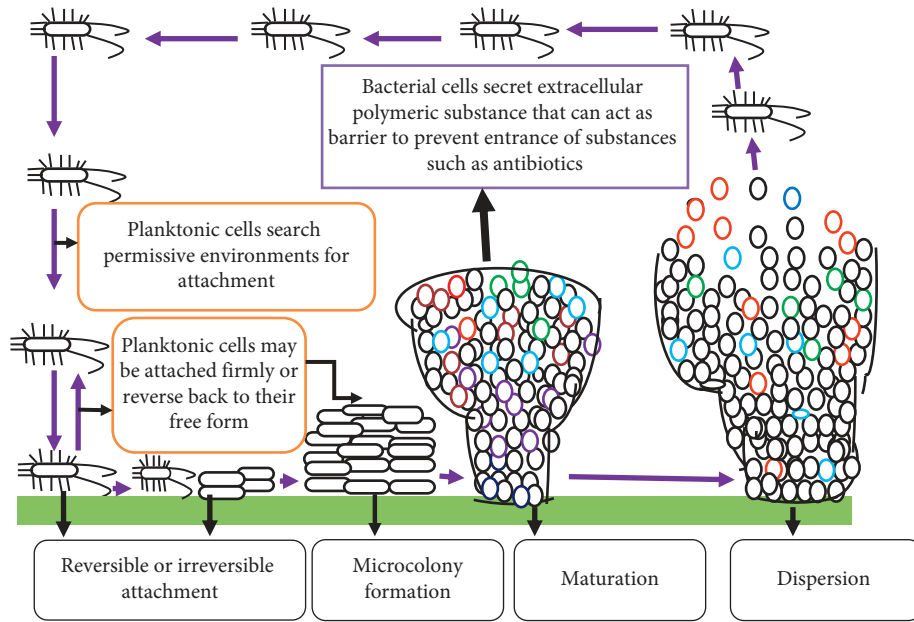 Bacterial cells secret extracellular
polymeric substance that can act as
barrier to prevent entrance of substances
such as antibiotics
Planktonic cells search
permissive environments for
attachment
Planktonic cells may
be attached firmly or
reverse back to their
free form
Reversible or irreversible
attachment
Microcolony
formation
Maturation
Dispersion